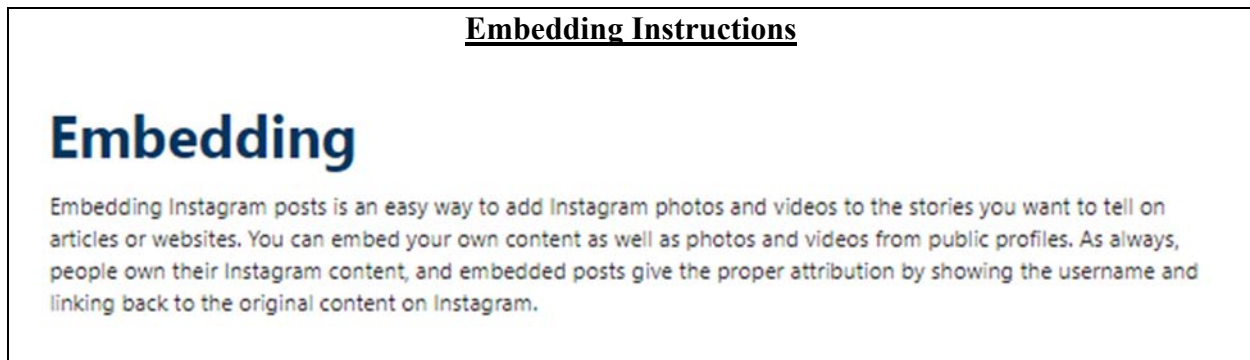 Embedding Instructions
Embedding
Embedding Instagram posts is an easy way to add Instagram photos and videos to the stories you want to tell on
articles or websites. You can embed your own content as well as photos and videos from public profiles. As always,
people own their Instagram content, and embedded posts give the proper attribution by showing the username and
linking back to the original content on Instagram.